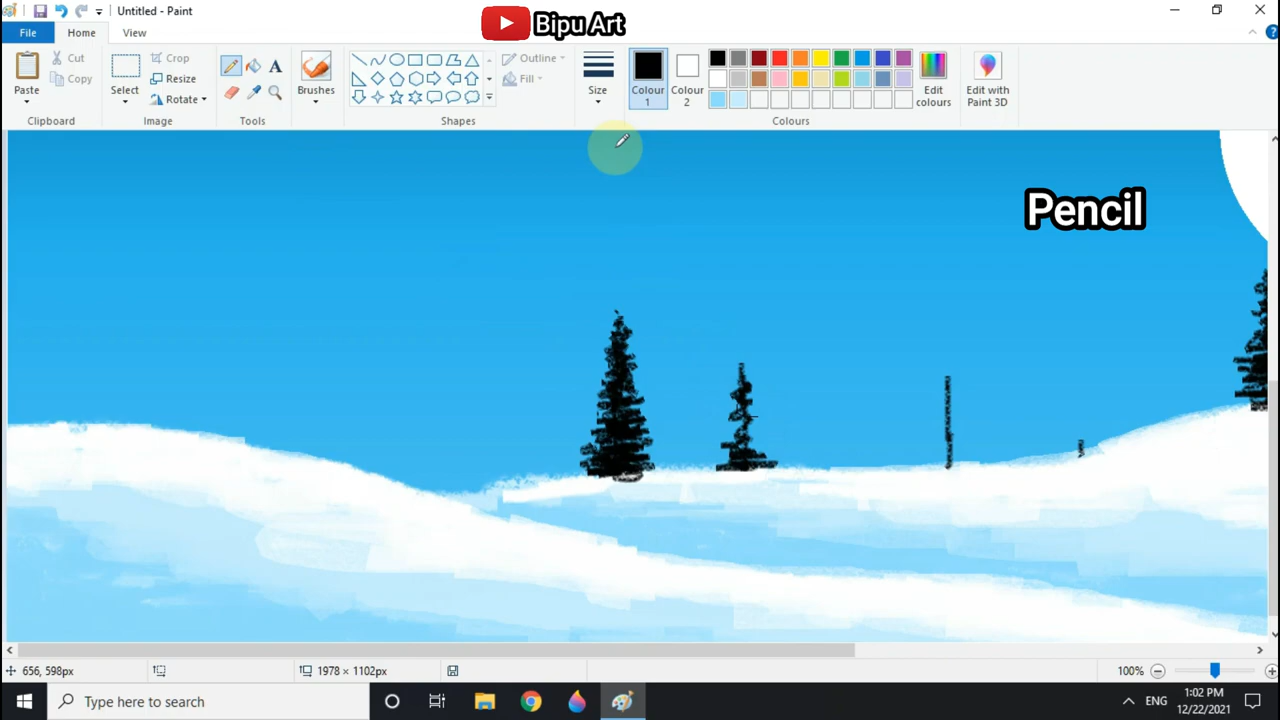 Untitled - Paint
Bipu Art
File
Home
View
Paste
Cut
Copy
Clipboard
Select
Crop
Resize
Rotate
Image
Tools
Brushes
Outline
Fill
Shapes
Size
Colour 1
Colour 2
Edit colours
Edit with Paint 3D
Colours
Pencil
656, 598px
1978 × 1102px
100%
Type here to search
ENG
1:02 PM
12/22/2021